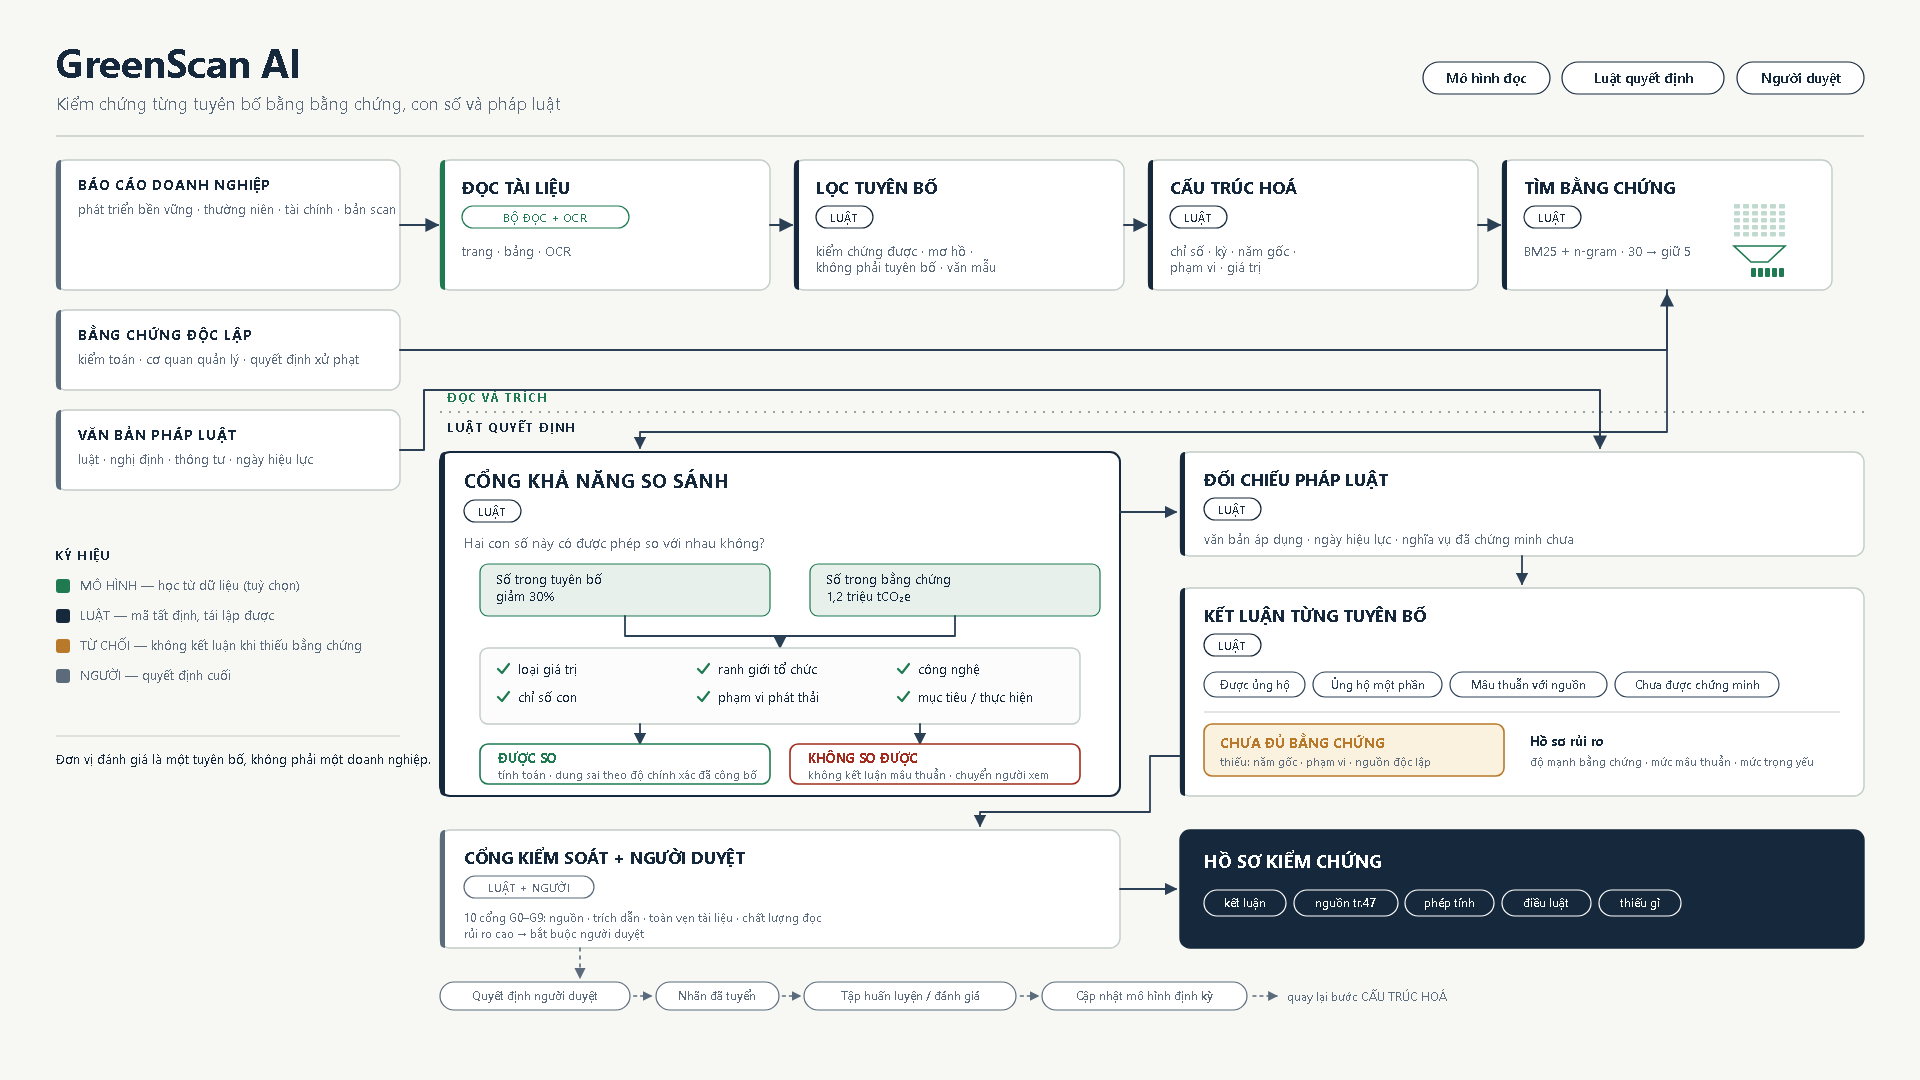 GreenScan AI
Kiểm chứng từng tuyên bố bằng bằng chứng, con số và pháp luật
Mô hình đọc
Luật quyết định
Người duyệt
BÁO CÁO DOANH NGHIỆP
phát triển bền vững · thường niên · tài chính · bản scan
ĐỌC TÀI LIỆU
BỘ ĐỌC + OCR
trang · bảng · OCR
LỌC TUYÊN BỐ
LUẬT
kiểm chứng được · mơ hồ ·
không phải tuyên bố · văn mẫu
CẤU TRÚC HOÁ
LUẬT
chỉ số · kỳ · năm gốc ·
phạm vi · giá trị
TÌM BẰNG CHỨNG
LUẬT
BM25 + n-gram · 30 → giữ 5
BẰNG CHỨNG ĐỘC LẬP
kiểm toán · cơ quan quản lý · quyết định xử phạt
VĂN BẢN PHÁP LUẬT
luật · nghị định · thông tư · ngày hiệu lực
ĐỌC VÀ TRÍCH
LUẬT QUYẾT ĐỊNH
KÝ HIỆU
MÔ HÌNH — học từ dữ liệu (tuỳ chọn)
LUẬT — mã tất định, tái lập được
TỪ CHỐI — không kết luận khi thiếu bằng chứng
NGƯỜI — quyết định cuối
Đơn vị đánh giá là một tuyên bố, không phải một doanh nghiệp.
CỔNG KHẢ NĂNG SO SÁNH
LUẬT
Hai con số này có được phép so với nhau không?
Số trong tuyên bố
giảm 30%
Số trong bằng chứng
1,2 triệu tCO₂e
loại giá trị
ranh giới tổ chức
công nghệ
chỉ số con
phạm vi phát thải
mục tiêu / thực hiện
ĐƯỢC SO
tính toán · dung sai theo độ chính xác đã công bố
KHÔNG SO ĐƯỢC
không kết luận mâu thuẫn · chuyển người xem
ĐỐI CHIẾU PHÁP LUẬT
LUẬT
văn bản áp dụng · ngày hiệu lực · nghĩa vụ đã chứng minh chưa
KẾT LUẬN TỪNG TUYÊN BỐ
LUẬT
Được ủng hộ
Ủng hộ một phần
Mâu thuẫn với nguồn
Chưa được chứng minh
CHƯA ĐỦ BẰNG CHỨNG
thiếu: năm gốc · phạm vi · nguồn độc lập
Hồ sơ rủi ro
độ mạnh bằng chứng · mức mâu thuẫn · mức trọng yếu
CỔNG KIỂM SOÁT + NGƯỜI DUYỆT
LUẬT + NGƯỜI
10 cổng G0–G9: nguồn · trích dẫn · toàn vẹn tài liệu · chất lượng đọc
rủi ro cao → bắt buộc người duyệt
HỒ SƠ KIỂM CHỨNG
kết luận
nguồn tr.47
phép tính
điều luật
thiếu gì
Quyết định người duyệt
Nhãn đã tuyển
Tập huấn luyện / đánh giá
Cập nhật mô hình định kỳ
quay lại bước CẤU TRÚC HOÁ